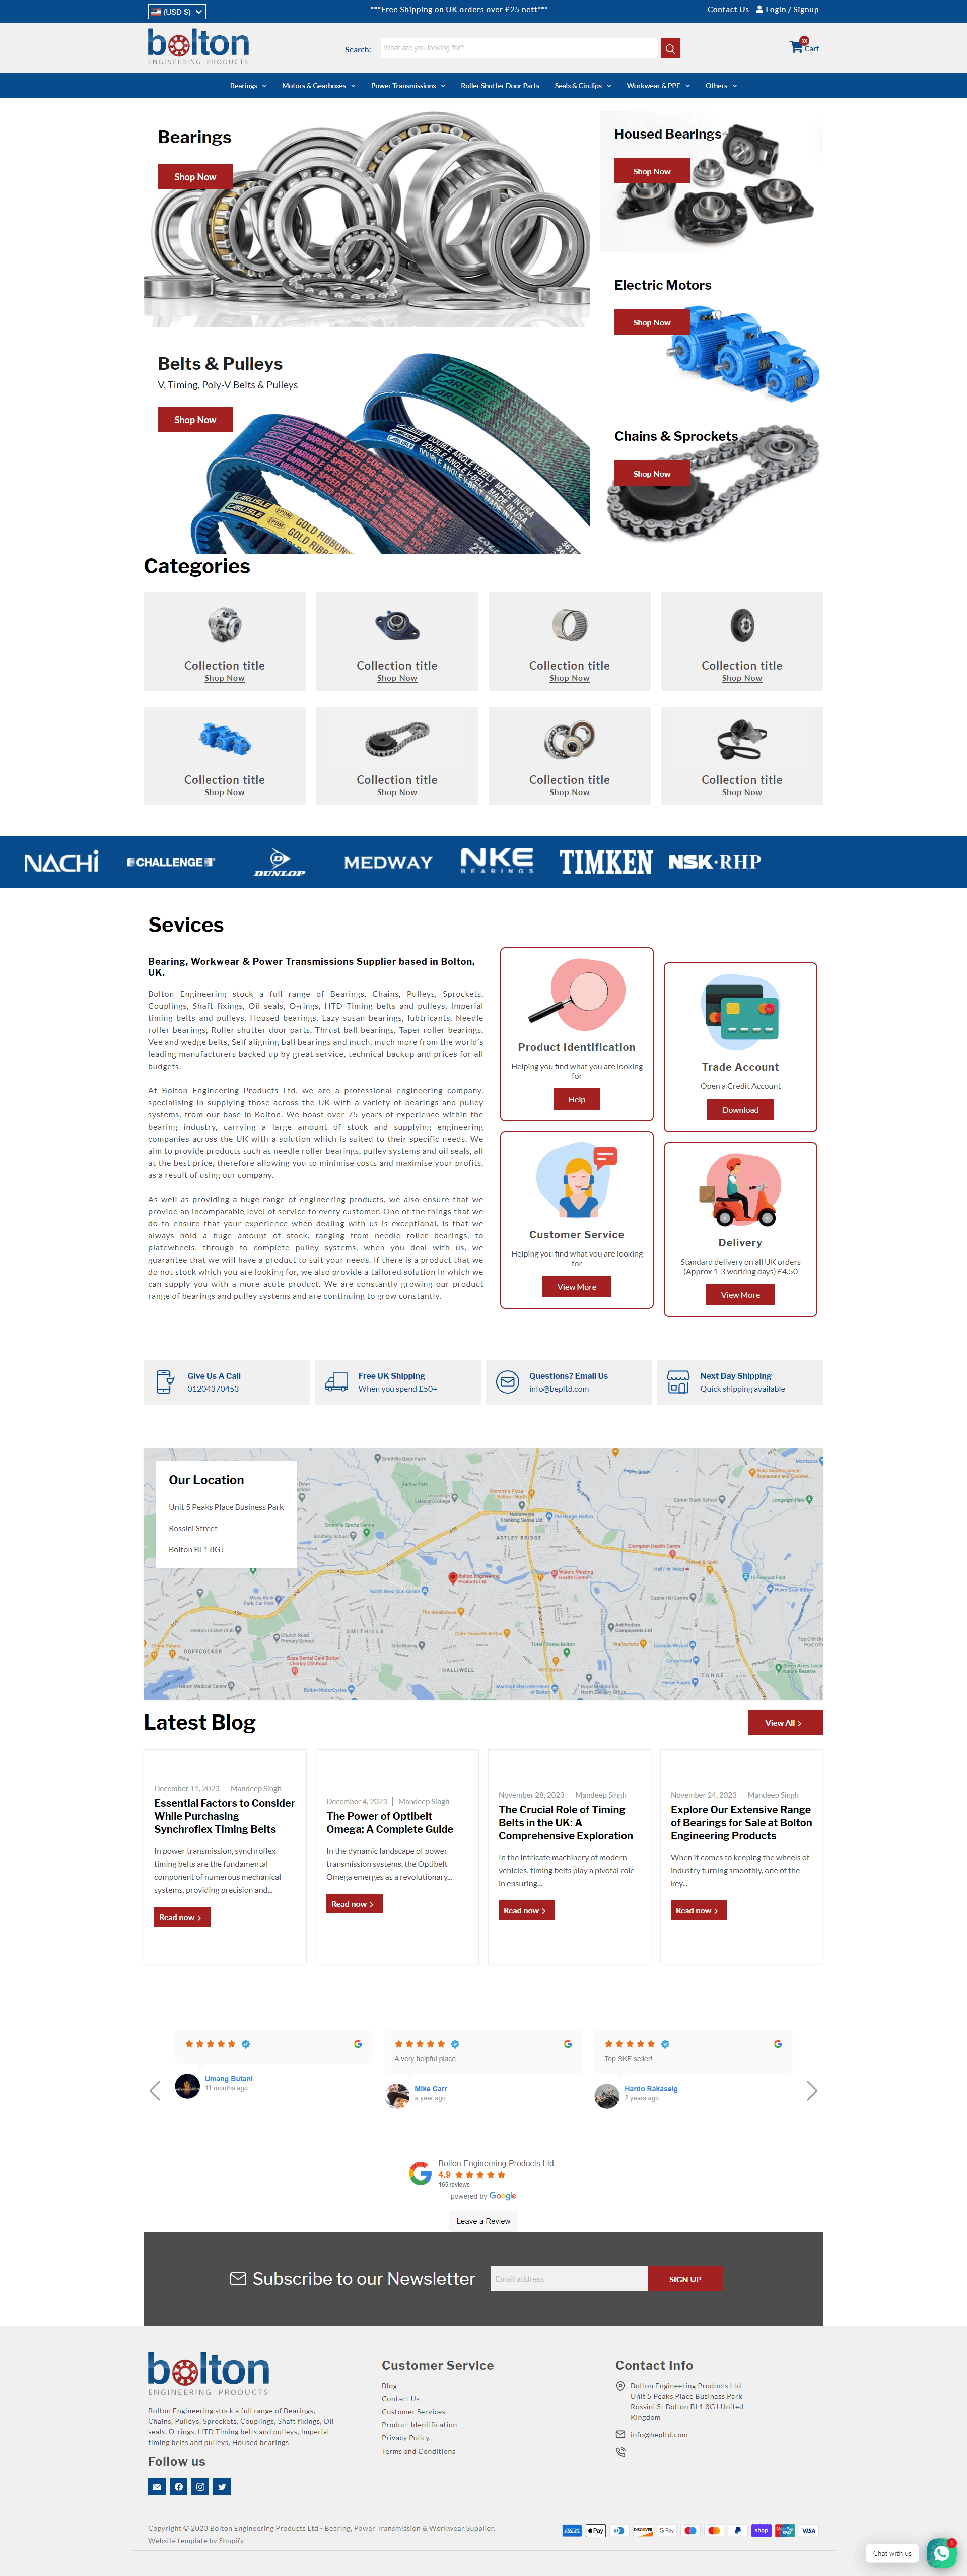 (USD $)
***Free Shipping on UK orders over £25 nett***
Contact Us
Login / Signup
bolton
ENGINEERING PRODUCTS
Search:
What are you looking for?
(0)
Cart
Bearings
Motors & Gearboxes
Power Transmissions
Roller Shutter Door Parts
Seals & Circlips
Workwear & PPE
Others
Bearings
Shop Now
Housed Bearings
Shop Now
Electric Motors
Shop Now
Belts & Pulleys
V, Timing, Poly-V Belts & Pulleys
Shop Now
CARLISLE
VARIABLE SPEED COG-BELT
DOUBLE ANGLE V-BELT MADE IN U.S.A
GOLD RIBBON
Chains & Sprockets
Shop Now
Categories
Collection title
Shop Now
Collection title
Shop Now
Collection title
Shop Now
Collection title
Shop Now
Collection title
Shop Now
Collection title
Shop Now
Collection title
Shop Now
Collection title
Shop Now
NACHI
CHALLENGE
DUNLOP
MEDWAY
NKE
BEARINGS
TIMKEN
NSK·RHP
Sevices
Bearing, Workwear & Power Transmissions Supplier based in Bolton,
UK.
Bolton Engineering stock a full range of Bearings, Chains, Pulleys, Sprockets,
Couplings, Shaft fixings, Oil seals, O-rings, HTD Timing belts and pulleys, Imperial
timing belts and pulleys, Housed bearings, Lazy susan bearings, lubtricants, Needle
roller bearings, Roller shutter door parts, Thrust ball bearings, Taper roller bearings,
Vee and wedge belts, Self aligning ball bearings and much, much more from the world's
leading manufacturers backed up by great service, technical backup and prices for all
budgets.
At Bolton Engineering Products Ltd, we are a professional engineering company,
specialising in supplying those across the UK with a variety of bearings and pulley
systems, from our base in Bolton. We boast over 75 years of experience within the
bearing industry, carrying a large amount of stock and supplying engineering
companies across the UK with a solution which is suited to their specific needs. We
aim to provide products such as needle roller bearings, pulley systems and oil seals, all
at the best price, therefore allowing you to minimise costs and maximise your profits,
as a result of using our company.
As well as providing a huge range of engineering products, we also ensure that we
provide an incomparable level of service to every customer. One of the things that we
do to ensure that your experience when dealing with us is exceptional, is that we
always hold a huge amount of stock, ranging from needle roller bearings, to
platewheels, through to complete pulley systems, when you deal with us, we
guarantee that we will have a product to suit your needs. If there is a product that we
do not stock which you are looking for, we also provide a tailored solution in which we
can supply you with a more acute product. We are constantly growing our product
range of bearings and pulley systems and are continuing to grow constantly.
Product Identification
Helping you find what you are looking
for
Help
Trade Account
Open a Credit Account
Download
Customer Service
Helping you find what you are looking
for
View More
Delivery
Standard delivery on all UK orders
(Approx 1-3 working days) £4.50
View More
Give Us A Call
01204370453
Free UK Shipping
When you spend £50+
Questions? Email Us
info@bepltd.com
Next Day Shipping
Quick shipping available
Our Location
Unit 5 Peaks Place Business Park
Rossini Street
Bolton BL1 8GJ
Bolton Engineering
Products Ltd
ASTLEY BRIDGE
SMITHILLS
HALLIWELL
DOFFCOCKER
TONGE
Latest Blog
View All
December 11, 2023 | Mandeep Singh
Essential Factors to Consider
While Purchasing
Synchroflex Timing Belts
In power transmission, synchroflex
timing belts are the fundamental
component of numerous mechanical
systems, providing precision and...
Read now
December 4, 2023 | Mandeep Singh
The Power of Optibelt
Omega: A Complete Guide
In the dynamic landscape of power
transmission systems, the Optibelt
Omega emerges as a revolutionary...
Read now
November 28, 2023 | Mandeep Singh
The Crucial Role of Timing
Belts in the UK: A
Comprehensive Exploration
In the intricate machinery of modern
vehicles, timing belts play a pivotal role
in ensuring...
Read now
November 24, 2023 | Mandeep Singh
Explore Our Extensive Range
of Bearings for Sale at Bolton
Engineering Products
When it comes to keeping the wheels of
industry turning smoothly, one of the
key...
Read now
Umang Butani
11 months ago
A very helpful place
Mike Carr
a year ago
Top SKF seller!
Hardo Rakaselg
2 years ago
Bolton Engineering Products Ltd
4.9
165 reviews
powered by Google
Leave a Review
Subscribe to our Newsletter
Email address
SIGN UP
bolton
ENGINEERING PRODUCTS
Bolton Engineering stock a full range of Bearings,
Chains, Pulleys, Sprockets, Couplings, Shaft fixings, Oil
seals, O-rings, HTD Timing belts and pulleys, Imperial
timing belts and pulleys, Housed bearings
Follow us
Customer Service
Blog
Contact Us
Customer Services
Product Identification
Privacy Policy
Terms and Conditions
Contact Info
Bolton Engineering Products Ltd
Unit 5 Peaks Place Business Park
Rossini St Bolton BL1 8GJ United
Kingdom
info@bepltd.com
Copyright © 2023 Bolton Engineering Products Ltd - Bearing, Power Transmission & Workwear Supplier.
Website template by Shopify
Pay
DISCOVER
G Pay
shop
VISA
Chat with us
1